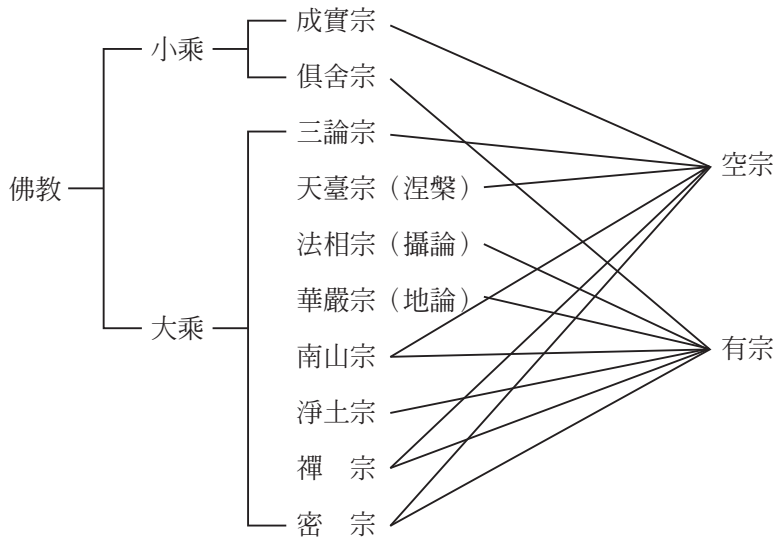 佛教
小乘
大乘
成實宗
俱舍宗
三論宗
天臺宗（涅槃）
法相宗（攝論）
華嚴宗（地論）
南山宗
淨土宗
禪　宗
密　宗
空宗
有宗